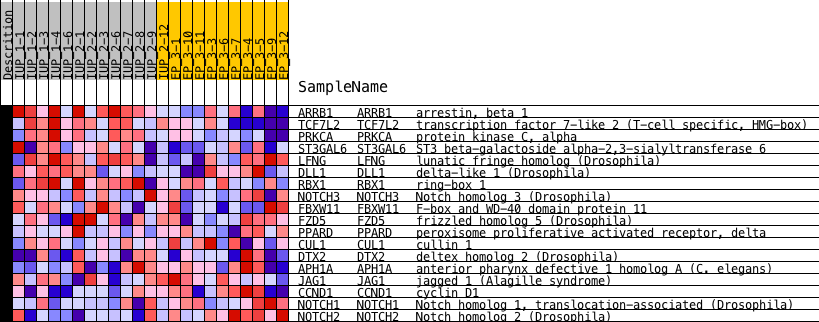 Descrition
IUP_1-1
IUP_1-2
IUP_1-3
IUP_1-4
IUP_1-6
IUP_2-1
IUP_2-2
IUP_2-3
IUP_2-6
IUP_2-7
IUP_2-8
IUP_2-9
IUP_2-12
EP_3-1
EP_3-10
EP_3-11
EP_3-3
EP_3-6
EP_3-7
EP_3-4
EP_3-5
EP_3-9
EP_3-12
SampleName
ARRB1 ARRB1 arrestin, beta 1
TCF7L2 TCF7L2 transcription factor 7-like 2 (T-cell specific, HMG-box)
PRKCA PRKCA protein kinase C, alpha
ST3GAL6 ST3GAL6 ST3 beta-galactoside alpha-2,3-sialyltransferase 6
LFNG LFNG lunatic fringe homolog (Drosophila)
DLL1 DLL1 delta-like 1 (Drosophila)
RBX1 RBX1 ring-box 1
NOTCH3 NOTCH3 Notch homolog 3 (Drosophila)
FBXW11 FBXW11 F-box and WD-40 domain protein 11
FZD5 FZD5 frizzled homolog 5 (Drosophila)
PPARD PPARD peroxisome proliferative activated receptor, delta
CUL1 CUL1 cullin 1
DTX2 DTX2 deltex homolog 2 (Drosophila)
APH1A APH1A anterior pharynx defective 1 homolog A (C. elegans)
JAG1 JAG1 jagged 1 (Alagille syndrome)
CCND1 CCND1 cyclin D1
NOTCH1 NOTCH1 Notch homolog 1, translocation-associated (Drosophila)
NOTCH2 NOTCH2 Notch homolog 2 (Drosophila)